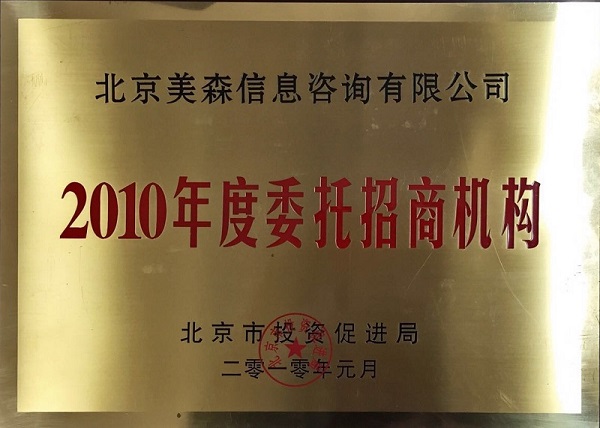 北京美森信息咨询有限公司
2010年度委托招商机构
北京市投资促进局
二零一零年元月